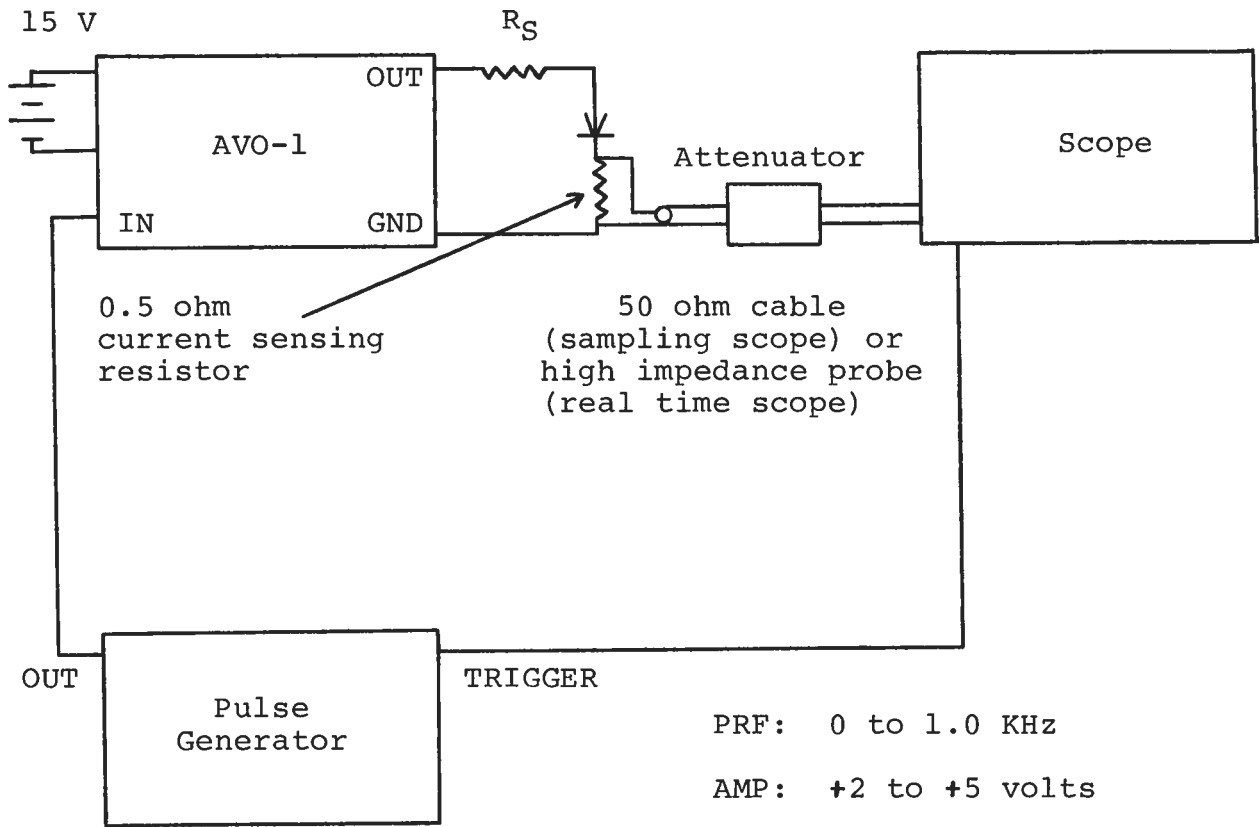 15 V
RS
OUT
AVO-1
IN
GND
Attenuator
Scope
0.5 ohm
current sensing
resistor
50 ohm cable
(sampling scope) or
high impedance probe
(real time scope)
OUT
TRIGGER
Pulse
Generator
PRF: 0 to 1.0 KHz
AMP: +2 to +5 volts